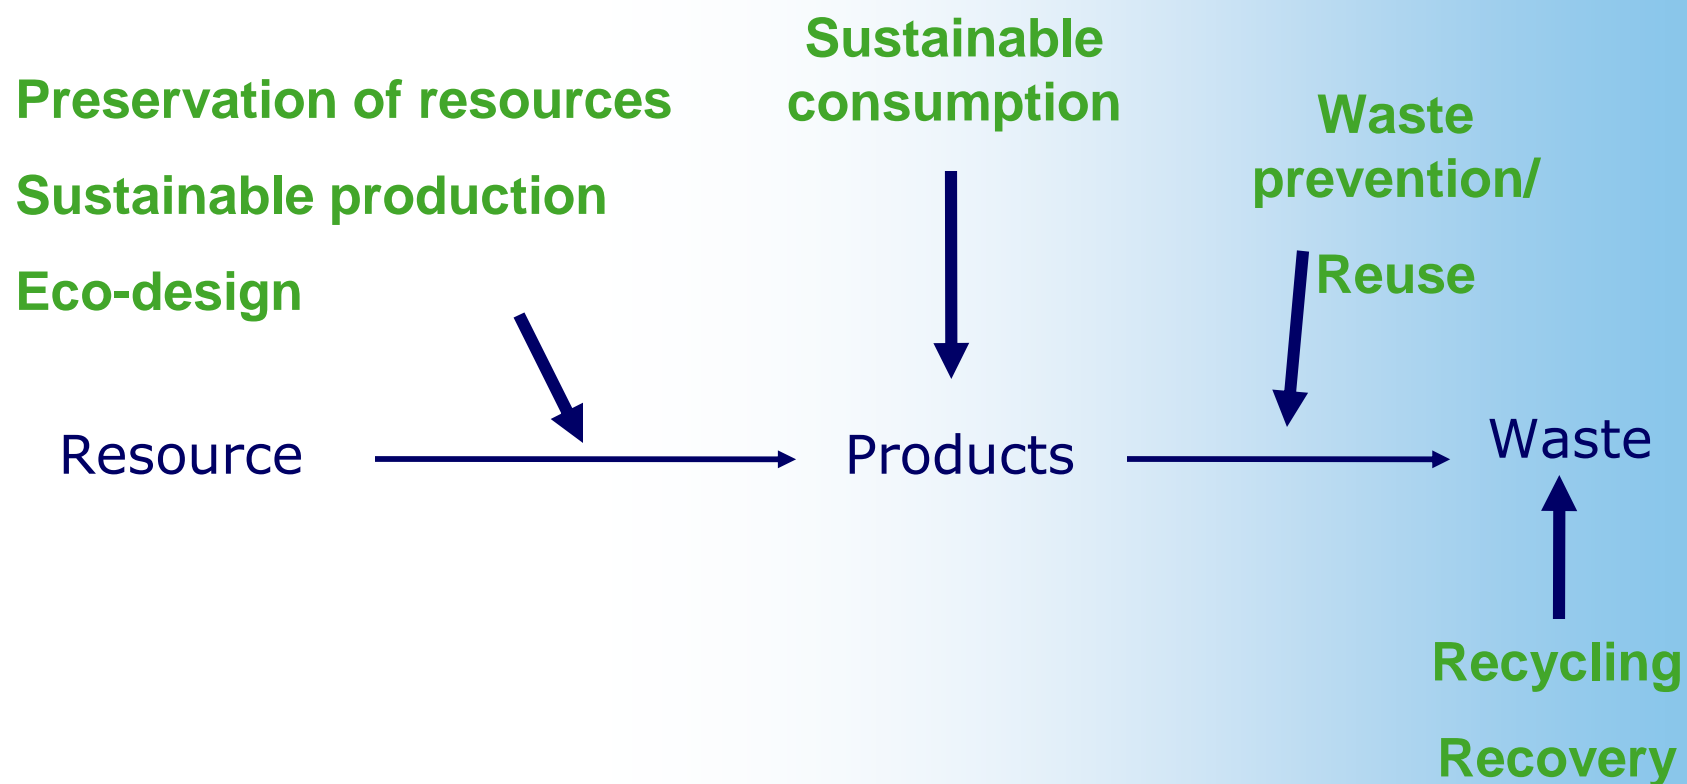 Preservation of resources
Sustainable production
Eco-design
Sustainable
consumption
Waste
prevention/
Reuse
Resource
Products
Waste
Recycling
Recovery